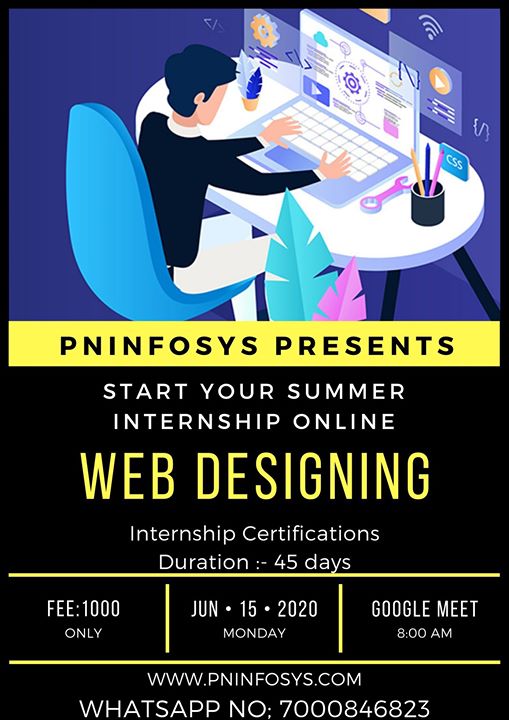 </>
CSS
PNINFOSYS PRESENTS
START YOUR SUMMER
INTERNSHIP ONLINE
WEB DESIGNING
Internship Certifications
Duration :- 45 days
FEE:1000
ONLY
JUN • 15 • 2020
MONDAY
GOOGLE MEET
8:00 AM
WWW.PNINFOSYS.COM
WHATSAPP NO; 7000846823